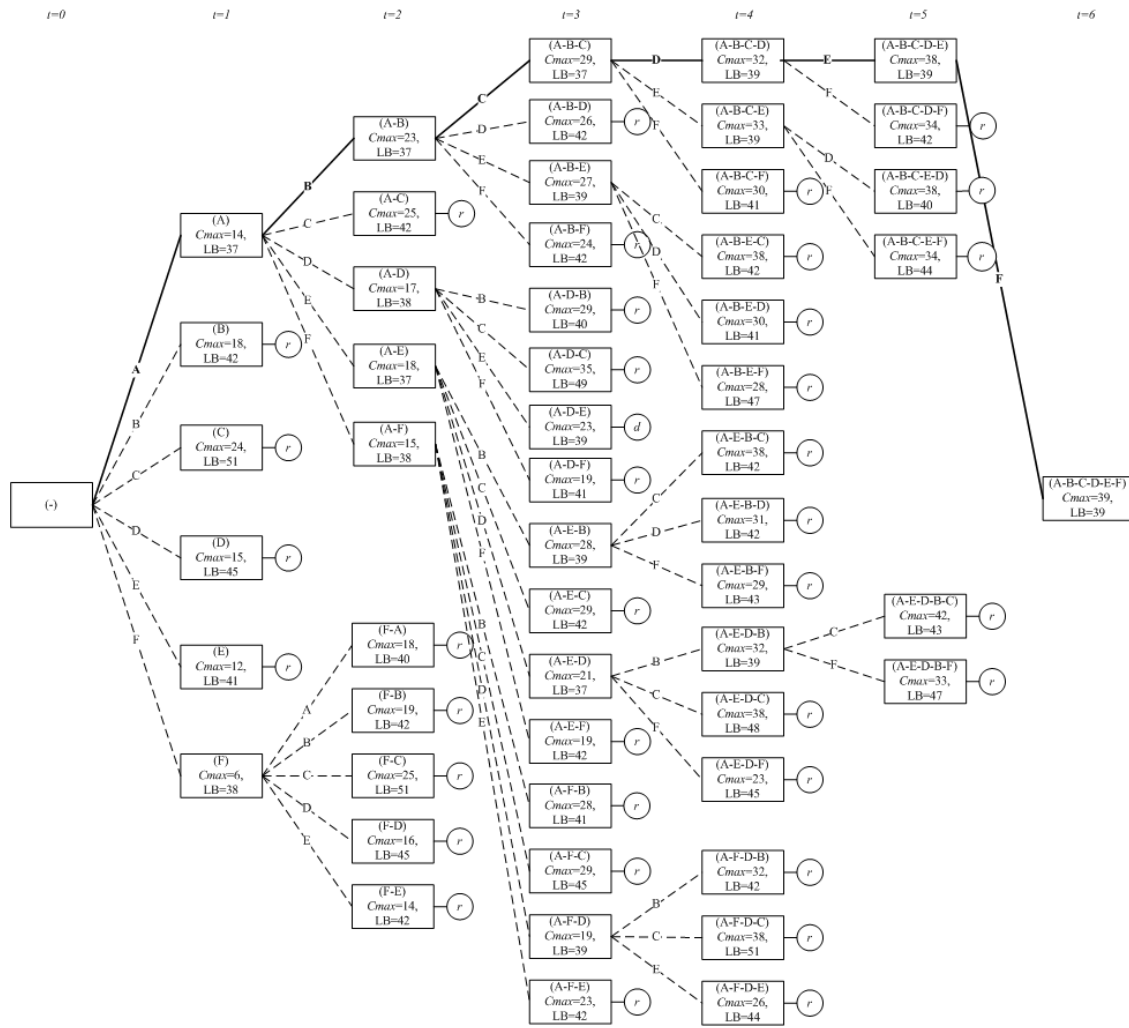 t=0
t=1
t=2
t=3
t=4
t=5
t=6
(-)
A
B
C
D
E
F
(A)
Cmax=14,
LB=37
(B)
Cmax=18,
LB=42
r
(C)
Cmax=24,
LB=51
r
(D)
Cmax=15,
LB=45
r
(E)
Cmax=12,
LB=41
r
(F)
Cmax=6,
LB=38
B
C
D
E
F
A
B
C
D
E
(A-B)
Cmax=23,
LB=37
(A-C)
Cmax=25,
LB=42
r
(A-D)
Cmax=17,
LB=38
(A-E)
Cmax=18,
LB=37
(A-F)
Cmax=15,
LB=38
(F-A)
Cmax=18,
LB=40
r
(F-B)
Cmax=19,
LB=42
r
(F-C)
Cmax=25,
LB=51
r
(F-D)
Cmax=16,
LB=45
r
(F-E)
Cmax=14,
LB=42
r
C
D
E
F
B
C
E
F
B
C
D
F
B
C
D
E
(A-B-C)
Cmax=29,
LB=37
(A-B-D)
Cmax=26,
LB=42
r
(A-B-E)
Cmax=27,
LB=39
(A-B-F)
Cmax=24,
LB=42
r
(A-D-B)
Cmax=29,
LB=40
r
(A-D-C)
Cmax=35,
LB=49
r
(A-D-E)
Cmax=23,
LB=39
d
(A-D-F)
Cmax=19,
LB=41
r
(A-E-B)
Cmax=28,
LB=39
(A-E-C)
Cmax=29,
LB=42
r
(A-E-D)
Cmax=21,
LB=37
(A-E-F)
Cmax=19,
LB=42
r
(A-F-B)
Cmax=28,
LB=41
r
(A-F-C)
Cmax=29,
LB=45
r
(A-F-D)
Cmax=19,
LB=39
(A-F-E)
Cmax=23,
LB=42
r
D
E
F
C
D
F
C
D
F
B
C
F
B
C
E
(A-B-C-D)
Cmax=32,
LB=39
(A-B-C-E)
Cmax=33,
LB=39
(A-B-C-F)
Cmax=30,
LB=41
r
(A-B-E-C)
Cmax=38,
LB=42
r
(A-B-E-D)
Cmax=30,
LB=41
r
(A-B-E-F)
Cmax=28,
LB=47
r
(A-E-B-C)
Cmax=38,
LB=42
r
(A-E-B-D)
Cmax=31,
LB=42
r
(A-E-B-F)
Cmax=29,
LB=43
r
(A-E-D-B)
Cmax=32,
LB=39
(A-E-D-C)
Cmax=38,
LB=48
r
(A-E-D-F)
Cmax=23,
LB=45
r
(A-F-D-B)
Cmax=32,
LB=42
r
(A-F-D-C)
Cmax=38,
LB=51
r
(A-F-D-E)
Cmax=26,
LB=44
r
E
F
D
F
C
F
(A-B-C-D-E)
Cmax=38,
LB=39
(A-B-C-D-F)
Cmax=34,
LB=42
r
(A-B-C-E-D)
Cmax=38,
LB=40
r
(A-B-C-E-F)
Cmax=34,
LB=44
r
(A-E-D-B-C)
Cmax=42,
LB=43
r
(A-E-D-B-F)
Cmax=33,
LB=47
r
F
(A-B-C-D-E-F)
Cmax=39,
LB=39